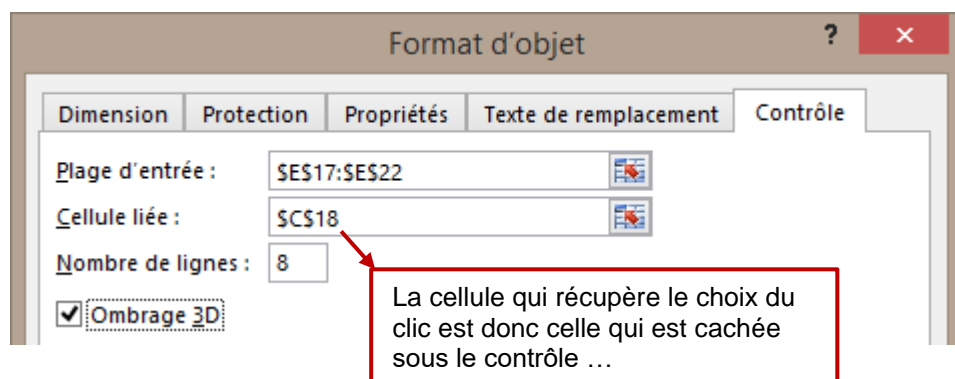 Format d'objet ? ×
Dimension Protection Propriétés Texte de remplacement Contrôle
Plage d'entrée : $E$17:$E$22
Cellule liée : $C$18
Nombre de lignes : 8
Ombrage 3D
La cellule qui récupère le choix du
clic est donc celle qui est cachée
sous le contrôle …